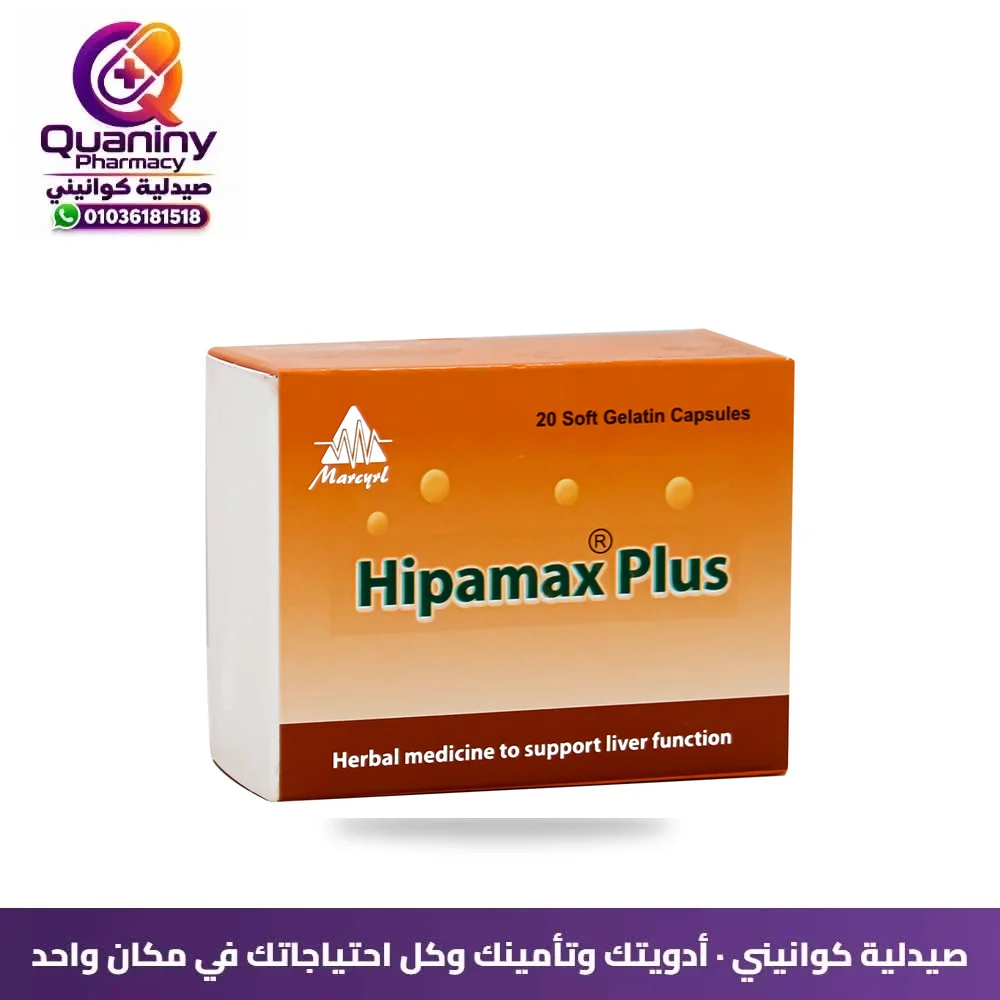 Quaniny
Pharmacy
صيدلية كوانيني
01036181518
20 Soft Gelatin Capsules
Marcyrl
Hipamax® Plus
Herbal medicine to support liver function
صيدلية كوانيني · أدويتك وتأمينك وكل احتياجاتك في مكان واحد